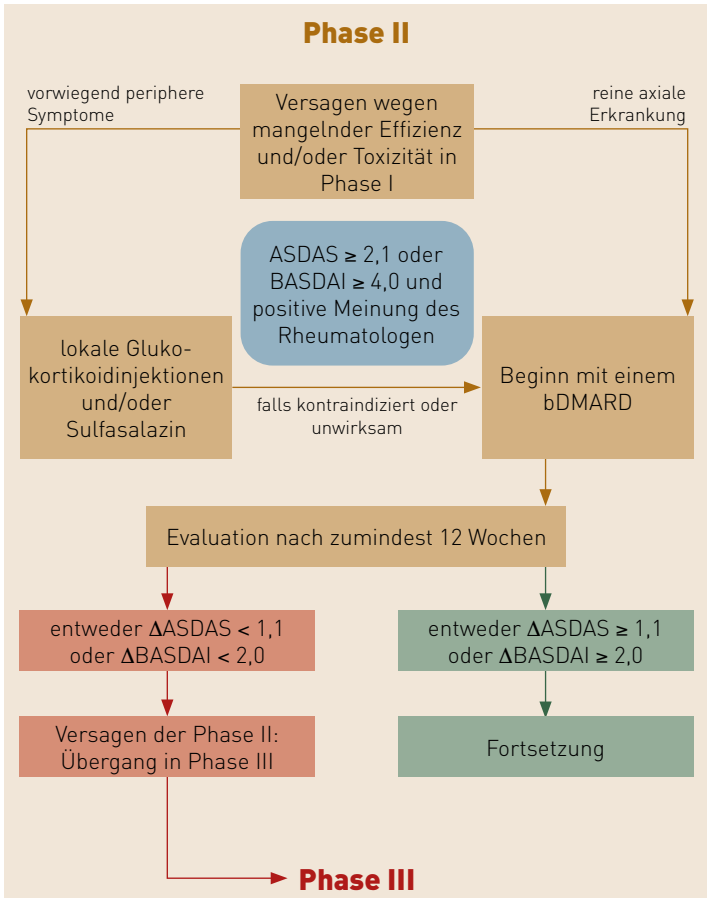 Phase II
vorwiegend periphere
Symptome
Versagen wegen
mangelnder Effizienz
und/oder Toxizität in
Phase I
reine axiale
Erkrankung
ASDAS ≥ 2,1 oder
BASDAI ≥ 4,0 und
positive Meinung des
Rheumatologen
lokale Gluko-
kortikoidinjektionen
und/oder
Sulfasalazin
falls kontraindiziert oder
unwirksam
Beginn mit einem
bDMARD
Evaluation nach zumindest 12 Wochen
entweder ΔASDAS < 1,1
oder ΔBASDAI < 2,0
entweder ΔASDAS ≥ 1,1
oder ΔBASDAI ≥ 2,0
Versagen der Phase II:
Übergang in Phase III
Fortsetzung
Phase III